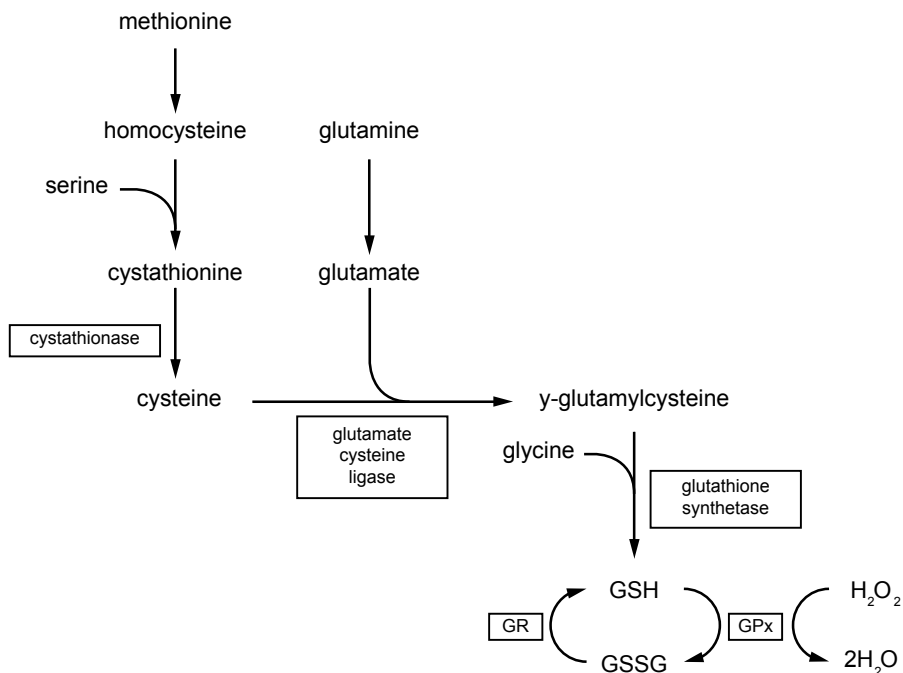 methionine
homocysteine
glutamine
serine
cystathionine
glutamate
cystathionase
cysteine
y-glutamylcysteine
glutamate
cysteine
ligase
glycine
glutathione
synthetase
GSH
H₂O₂
GR
GPx
GSSG
2H₂O